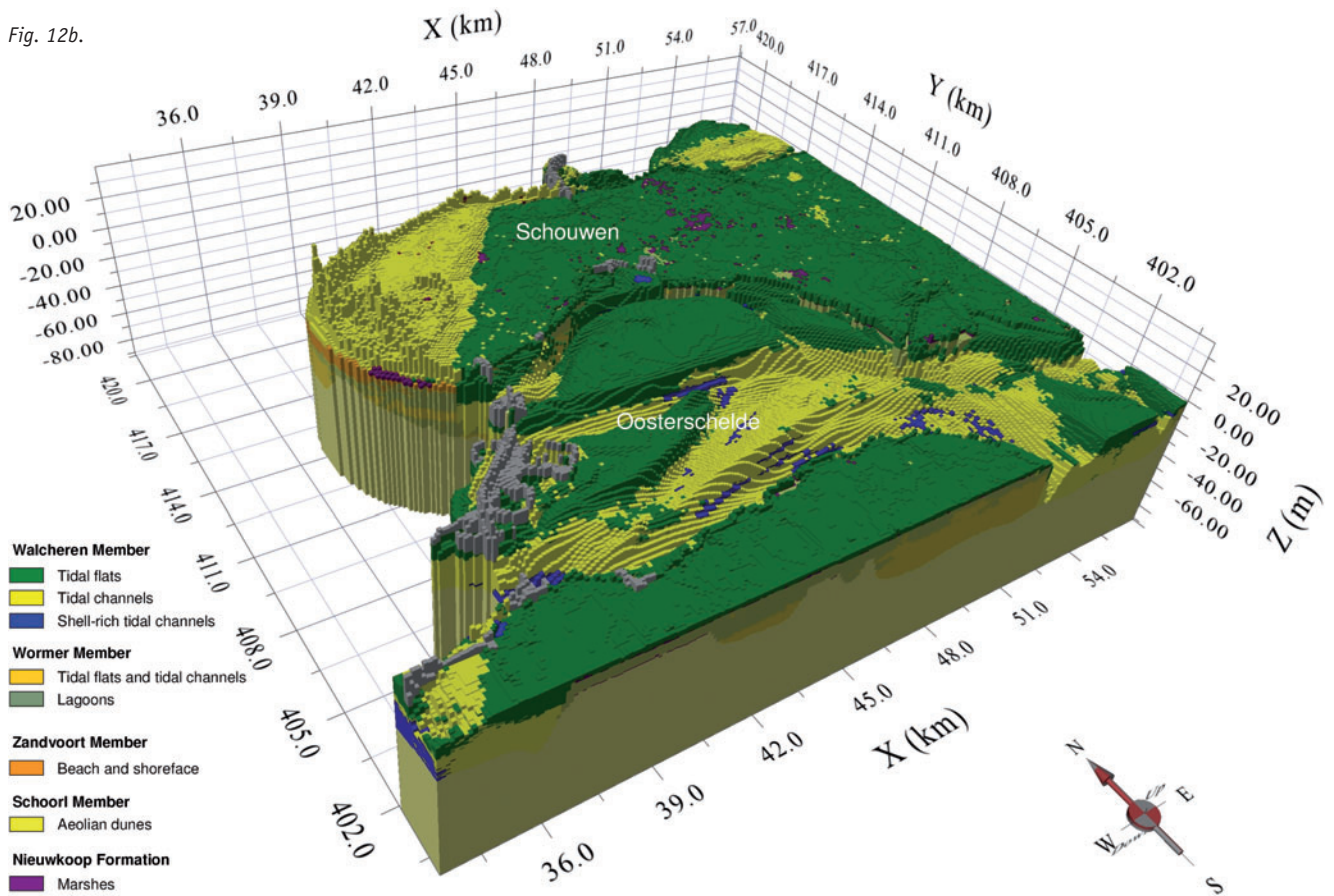 Fig. 12b.
X (km)
36.0
39.0
42.0
45.0
48.0
51.0
54.0
57.0
420.0
417.0
414.0
411.0
408.0
405.0
402.0
Y (km)
20.00
0.00
-20.00
-40.00
-60.00
-80.00
420.0
417.0
414.0
411.0
408.0
405.0
402.0
Schouwen
Oosterschelde
20.00
0.00
-20.00
-40.00
-60.00
Z (m)
54.0
51.0
48.0
45.0
42.0
39.0
36.0
X (km)
Walcheren Member
Tidal flats
Tidal channels
Shell-rich tidal channels
Wormer Member
Tidal flats and tidal channels
Lagoons
Zandvoort Member
Beach and shoreface
Schoorl Member
Aeolian dunes
Nieuwkoop Formation
Marshes
N
Up
E
W
Down
S